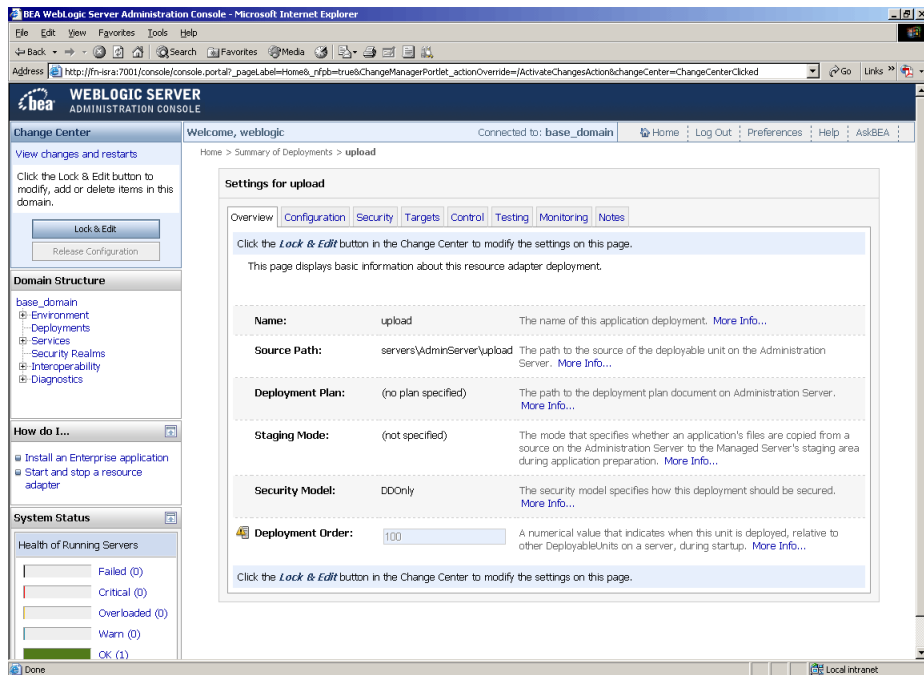 BEA WebLogic Server Administration Console - Microsoft Internet Explorer
File Edit View Favorites Tools Help
Back Search Favorites Media
Address http://fn-isra:7001/console/console.portal?_pageLabel=Home&_nfpb=true&ChangeManagerPortlet_actionOverride=/ActivateChangesAction&changeCenter=ChangeCenterClicked Go Links »
bea WEBLOGIC SERVER
ADMINISTRATION CONSOLE
Change Center
View changes and restarts
Click the Lock & Edit button to
modify, add or delete items in this
domain.
Lock & Edit
Release Configuration
Domain Structure
base_domain
Environment
Deployments
Services
Security Realms
Interoperability
Diagnostics
How do I...
Install an Enterprise application
Start and stop a resource
adapter
System Status
Health of Running Servers
Failed (0)
Critical (0)
Overloaded (0)
Warn (0)
OK (1)
Welcome, weblogic Connected to: base_domain Home Log Out Preferences Help AskBEA
Home > Summary of Deployments > upload
Settings for upload
Overview Configuration Security Targets Control Testing Monitoring Notes
Click the Lock & Edit button in the Change Center to modify the settings on this page.
This page displays basic information about this resource adapter deployment.
Name: upload The name of this application deployment. More Info...
Source Path: servers\AdminServer\upload The path to the source of the deployable unit on the Administration
Server. More Info...
Deployment Plan: (no plan specified) The path to the deployment plan document on Administration Server.
More Info...
Staging Mode: (not specified) The mode that specifies whether an application's files are copied from a
source on the Administration Server to the Managed Server's staging area
during application preparation. More Info...
Security Model: DDOnly The security model specifies how this deployment should be secured.
More Info...
Deployment Order: 100 A numerical value that indicates when this unit is deployed, relative to
other DeployableUnits on a server, during startup. More Info...
Click the Lock & Edit button in the Change Center to modify the settings on this page.
Done Local intranet